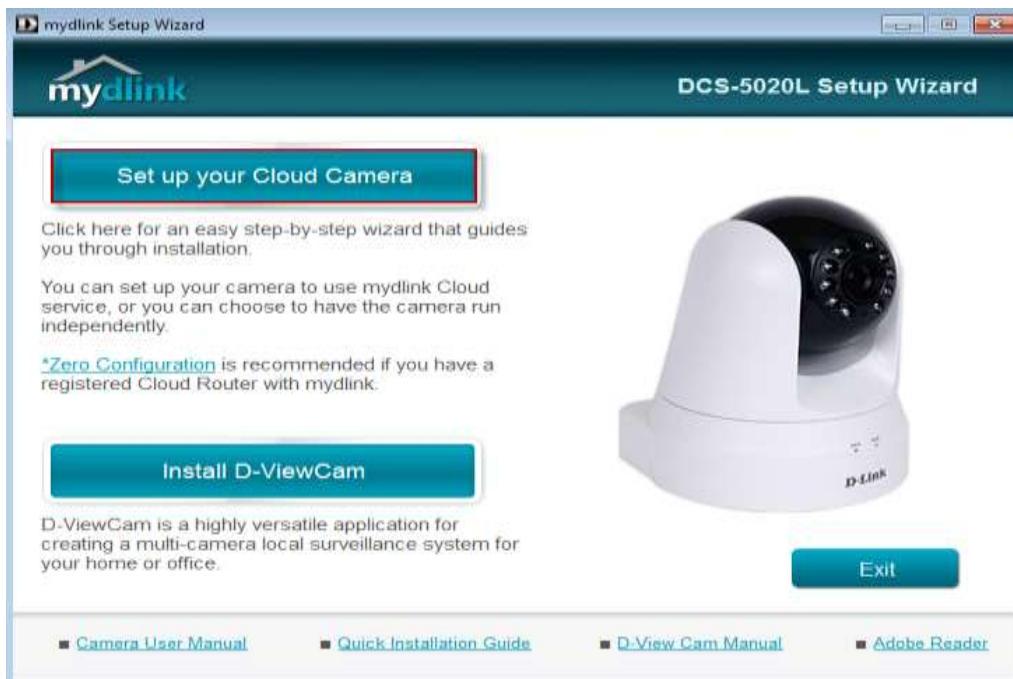 mydlink Setup Wizard
mydlink
DCS-5020L Setup Wizard
Set up your Cloud Camera
Click here for an easy step-by-step wizard that guides
you through installation.
You can set up your camera to use mydlink Cloud
service, or you can choose to have the camera run
independently.
*Zero Configuration is recommended if you have a
registered Cloud Router with mydlink.
Install D-ViewCam
D-ViewCam is a highly versatile application for
creating a multi-camera local surveillance system for
your home or office.
D-Link
Exit
Camera User Manual
Quick Installation Guide
D-View Cam Manual
Adobe Reader